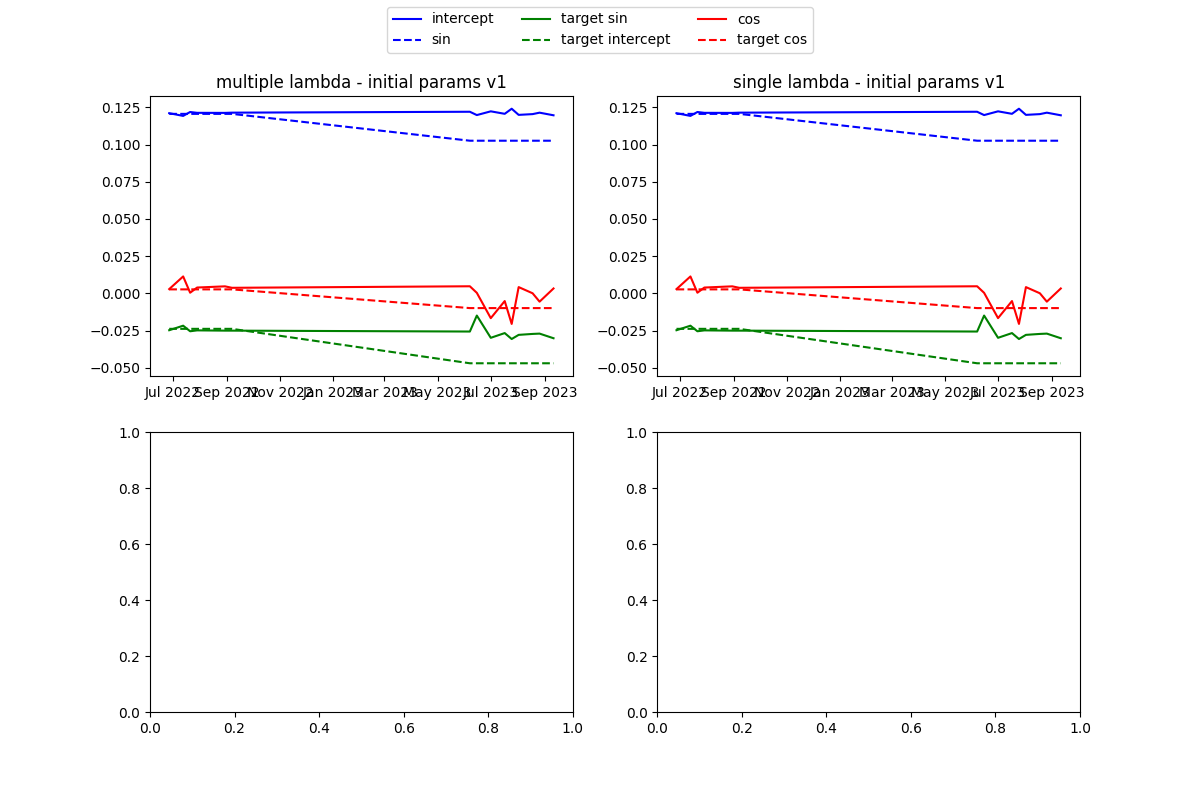 intercept target sin cos
sin target intercept target cos
multiple lambda - initial params v1 single lambda - initial params v1
0.125 0.125
0.100 0.100
0.075 0.075
0.050 0.050
0.025 0.025
0.000 0.000
−0.025 −0.025
−0.050 −0.050
Jul 2022 Sep 2022 Nov 2022 Jan 2023 Mar 2023 May 2023 Jul 2023 Sep 2023 Jul 2022 Sep 2022 Nov 2022 Jan 2023 Mar 2023 May 2023 Jul 2023 Sep 2023
1.0 1.0
0.8 0.8
0.6 0.6
0.4 0.4
0.2 0.2
0.0 0.0
0.0 0.2 0.4 0.6 0.8 1.0 0.0 0.2 0.4 0.6 0.8 1.0